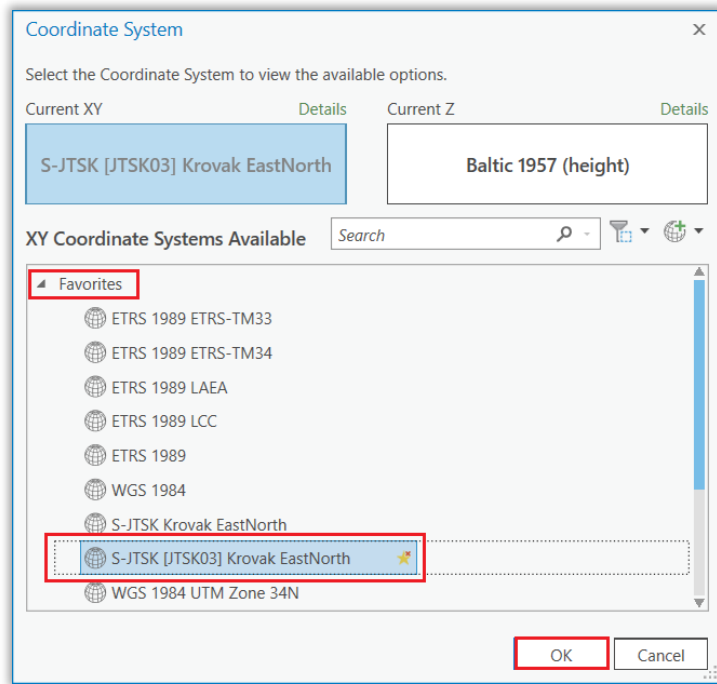 Coordinate System
Select the Coordinate System to view the available options.
Current XY Details Current Z Details
S-JTSK [JTSK03] Krovak EastNorth Baltic 1957 (height)
XY Coordinate Systems Available Search
Favorites
ETRS 1989 ETRS-TM33
ETRS 1989 ETRS-TM34
ETRS 1989 LAEA
ETRS 1989 LCC
ETRS 1989
WGS 1984
S-JTSK Krovak EastNorth
S-JTSK [JTSK03] Krovak EastNorth
WGS 1984 UTM Zone 34N
OK Cancel